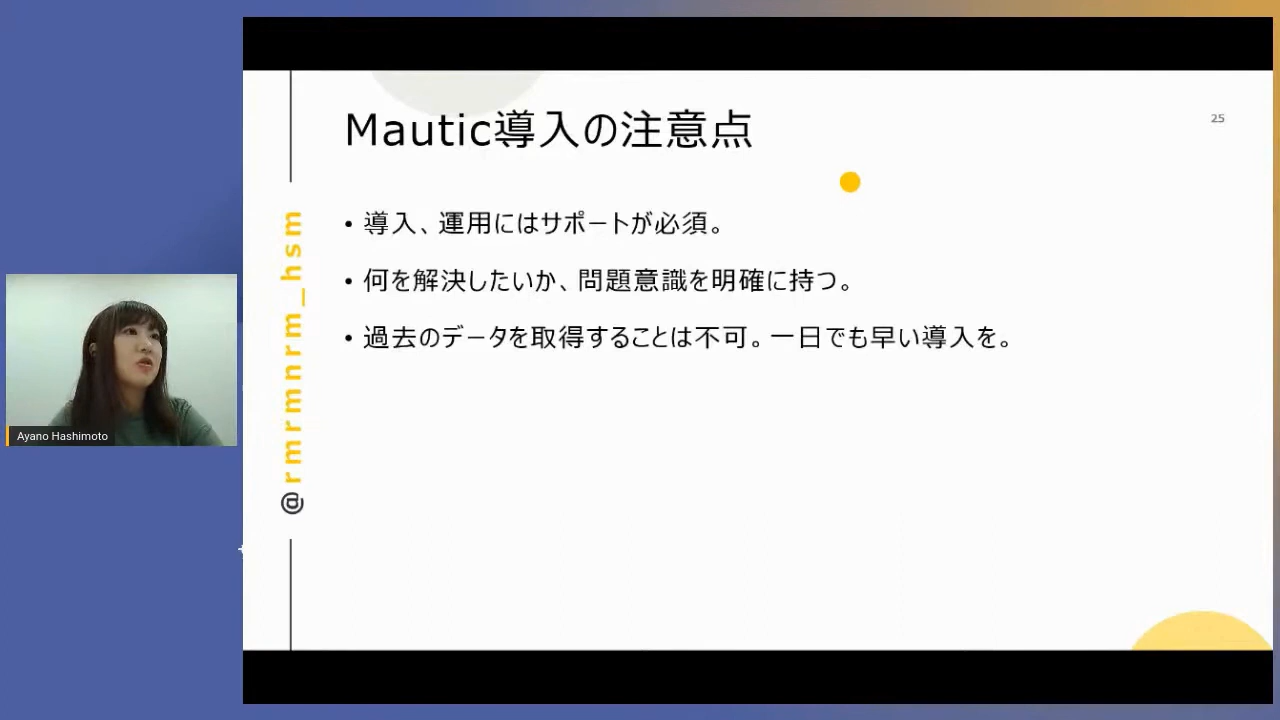 Mautic導入の注意点
25
• 導入、運用にはサポートが必須。
• 何を解決したいか、問題意識を明確に持つ。
• 過去のデータを取得することは不可。一日でも早い導入を。
@rmrmnrm_hsm
Ayano Hashimoto